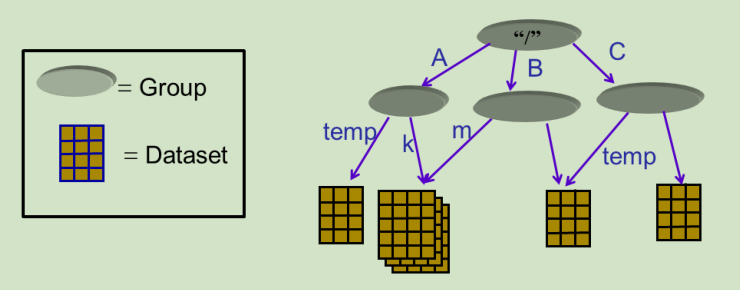 = Group
= Dataset
“/”
A
B
C
temp
k
m
temp